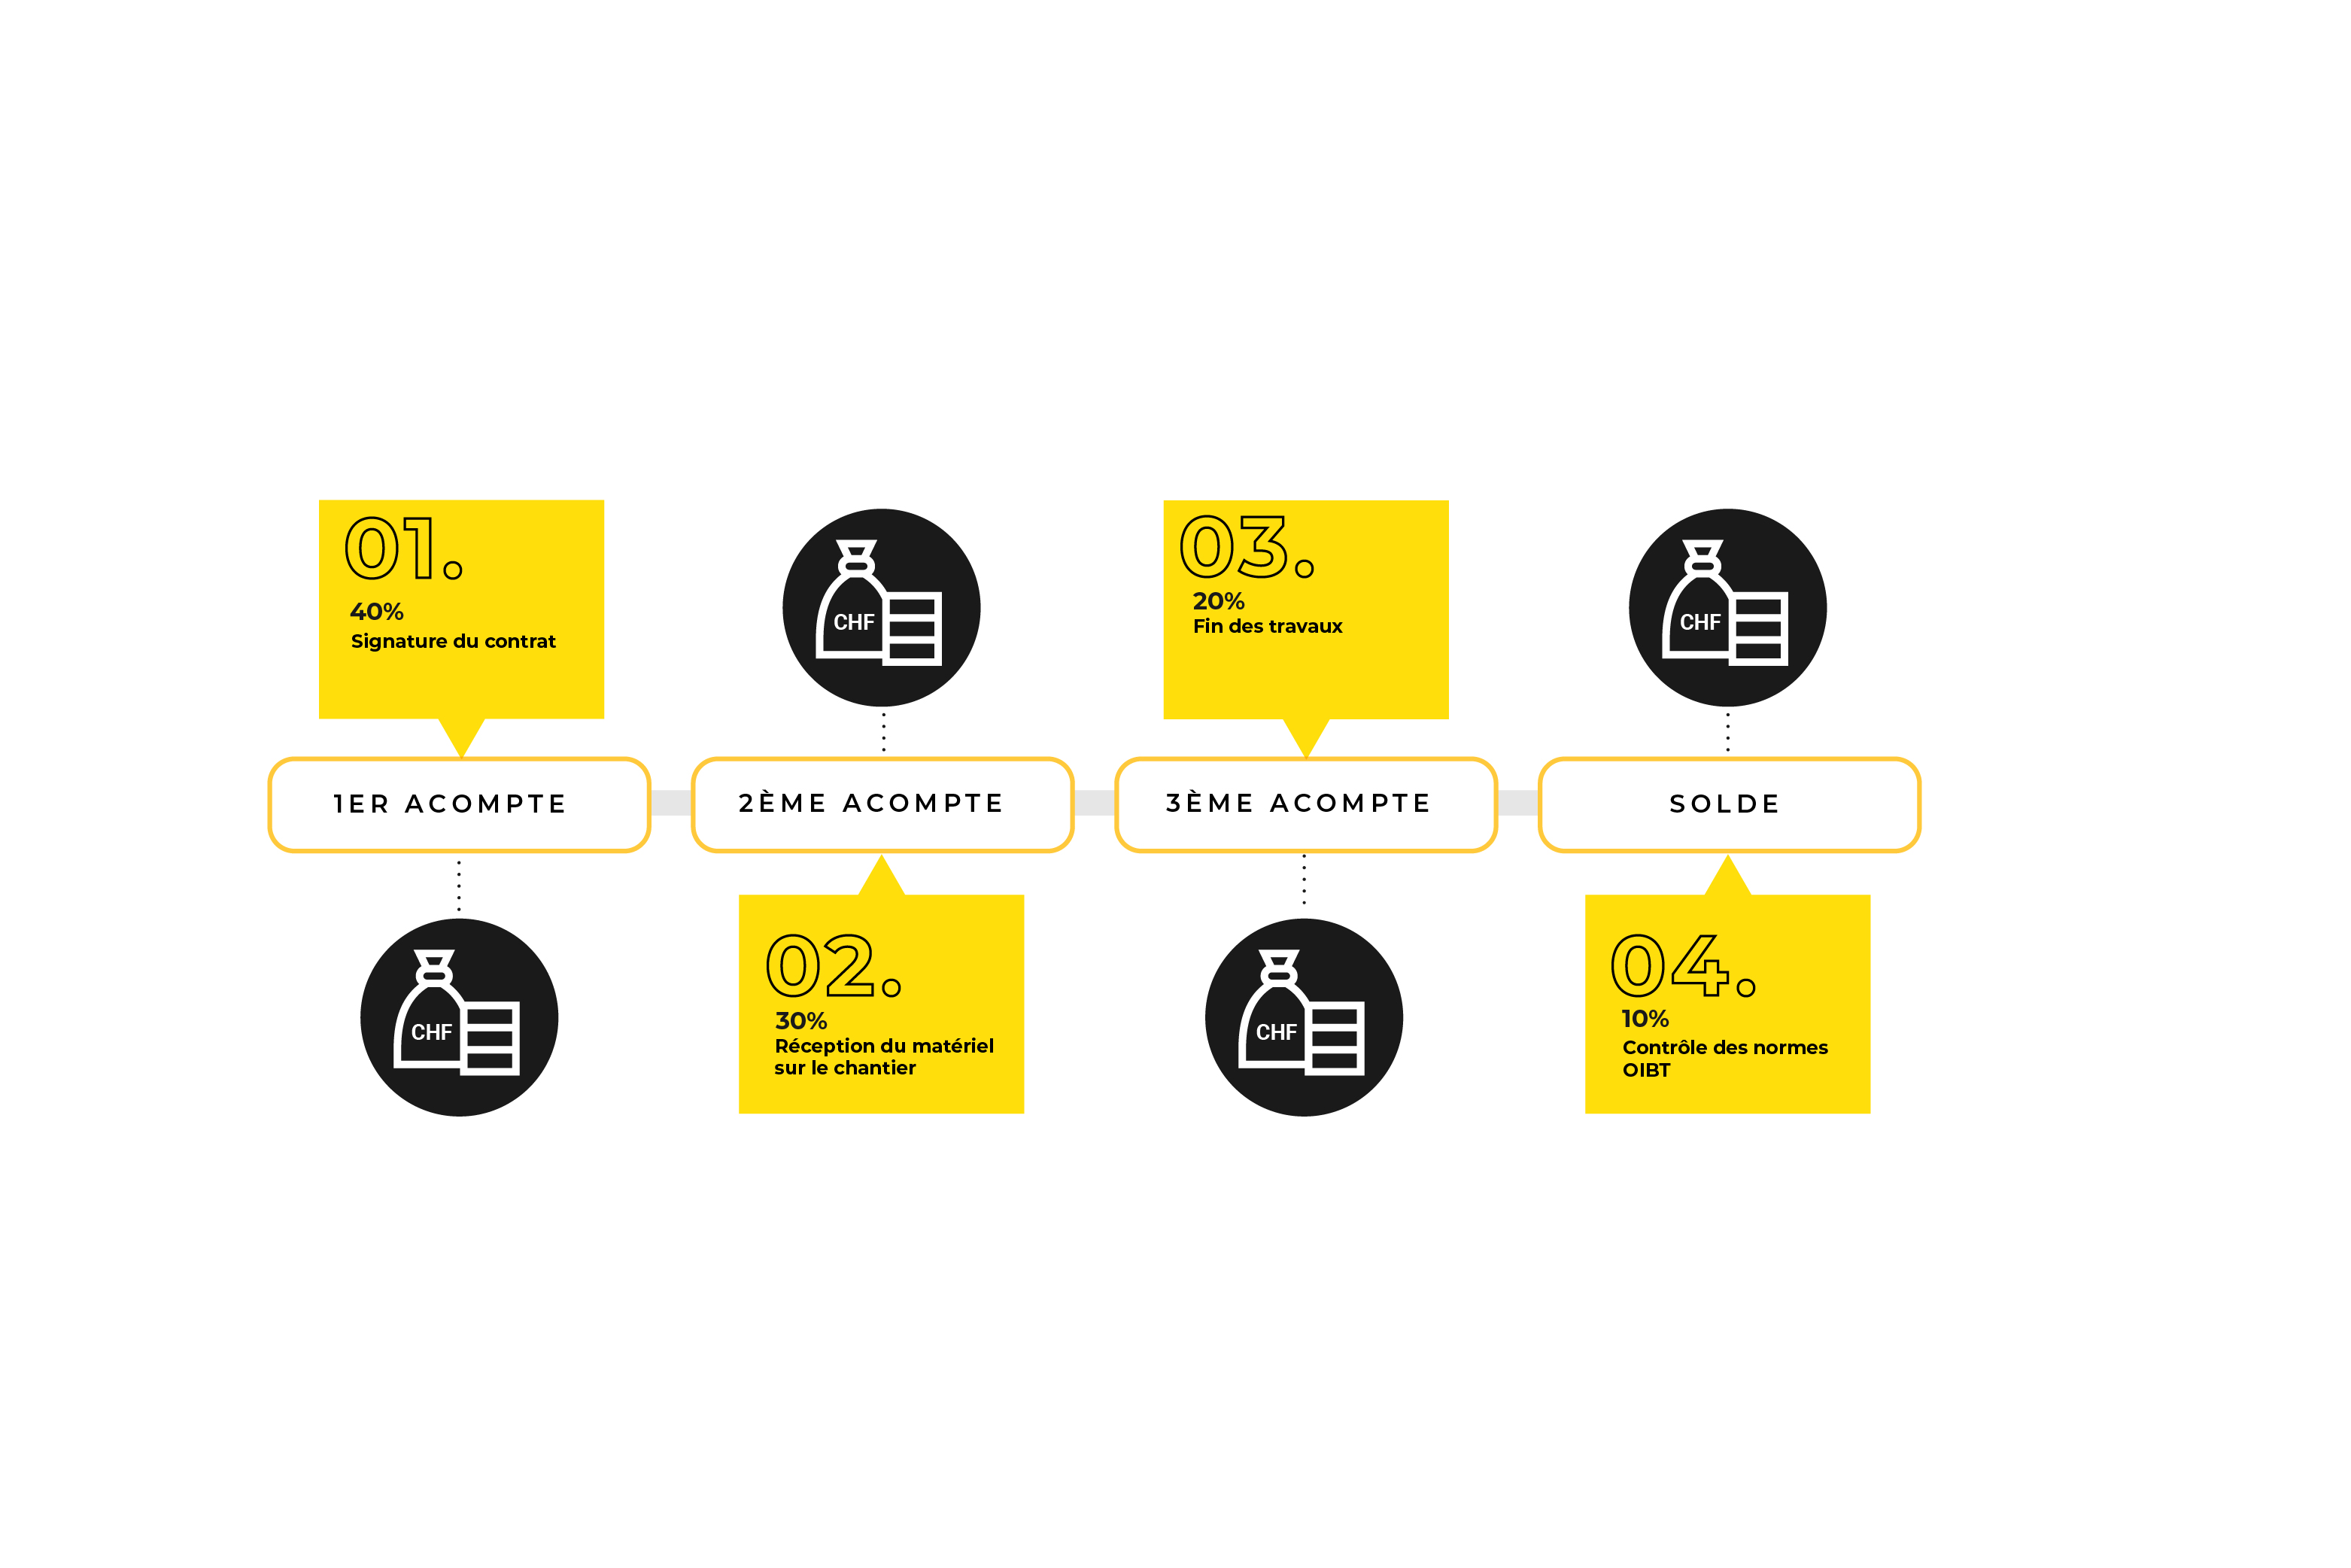 01.
40%
Signature du contrat
1ER ACOMPTE
CHF
CHF
2ÈME ACOMPTE
02.
30%
Réception du matériel
sur le chantier
03.
20%
Fin des travaux
3ÈME ACOMPTE
CHF
CHF
SOLDE
04.
10%
Contrôle des normes
OIBT